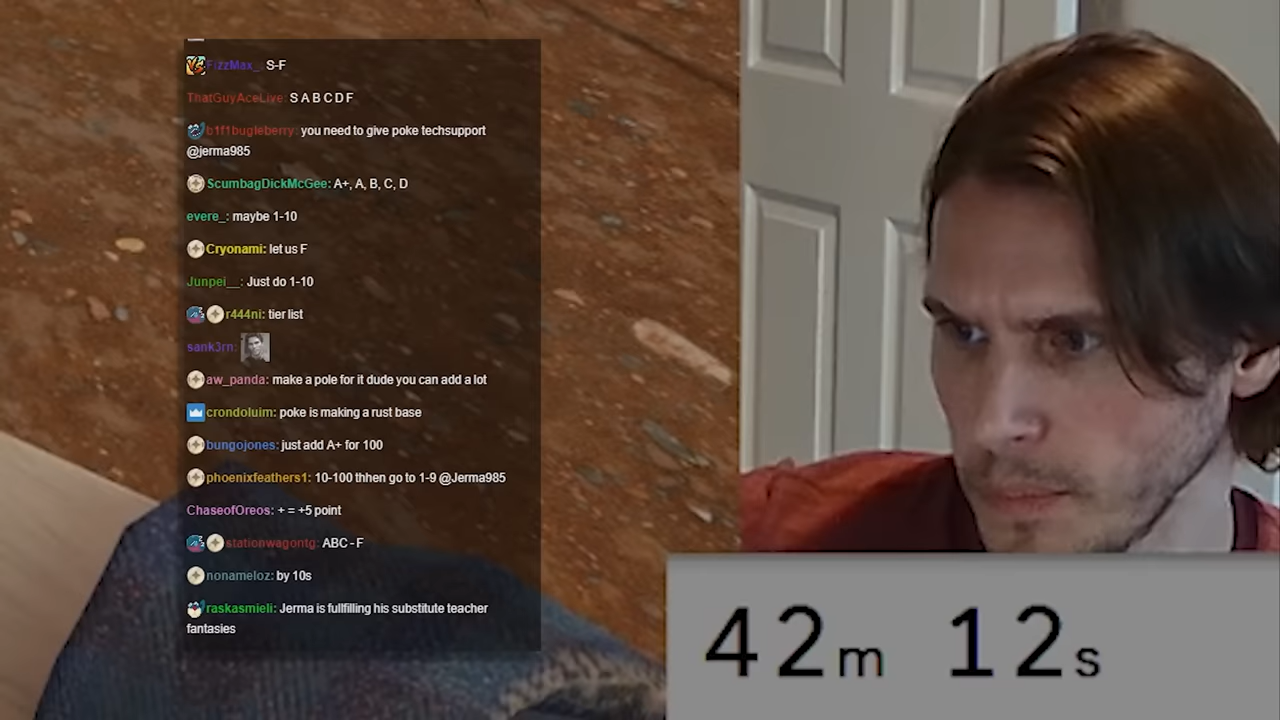 FizzMax_: S-F
ThatGuyAceLive: S A B C D F
b1f1bugleberry: you need to give poke techsupport
@jerma985
ScumbagDickMcGee: A+, A, B, C, D
evere_: maybe 1-10
Cryonami: let us F
Junpei__: Just do 1-10
r444ni: tier list
sank3rn:
aw_panda: make a pole for it dude you can add a lot
crondoluim: poke is making a rust base
bungojones: just add A+ for 100
phoenixfeathers1: 10-100 thhen go to 1-9 @Jerma985
ChaseofOreos: + = +5 point
stationwagontg: ABC - F
nonameloz: by 10s
raskasmieli: Jerma is fullfilling his substitute teacher
fantasies
42m 12s